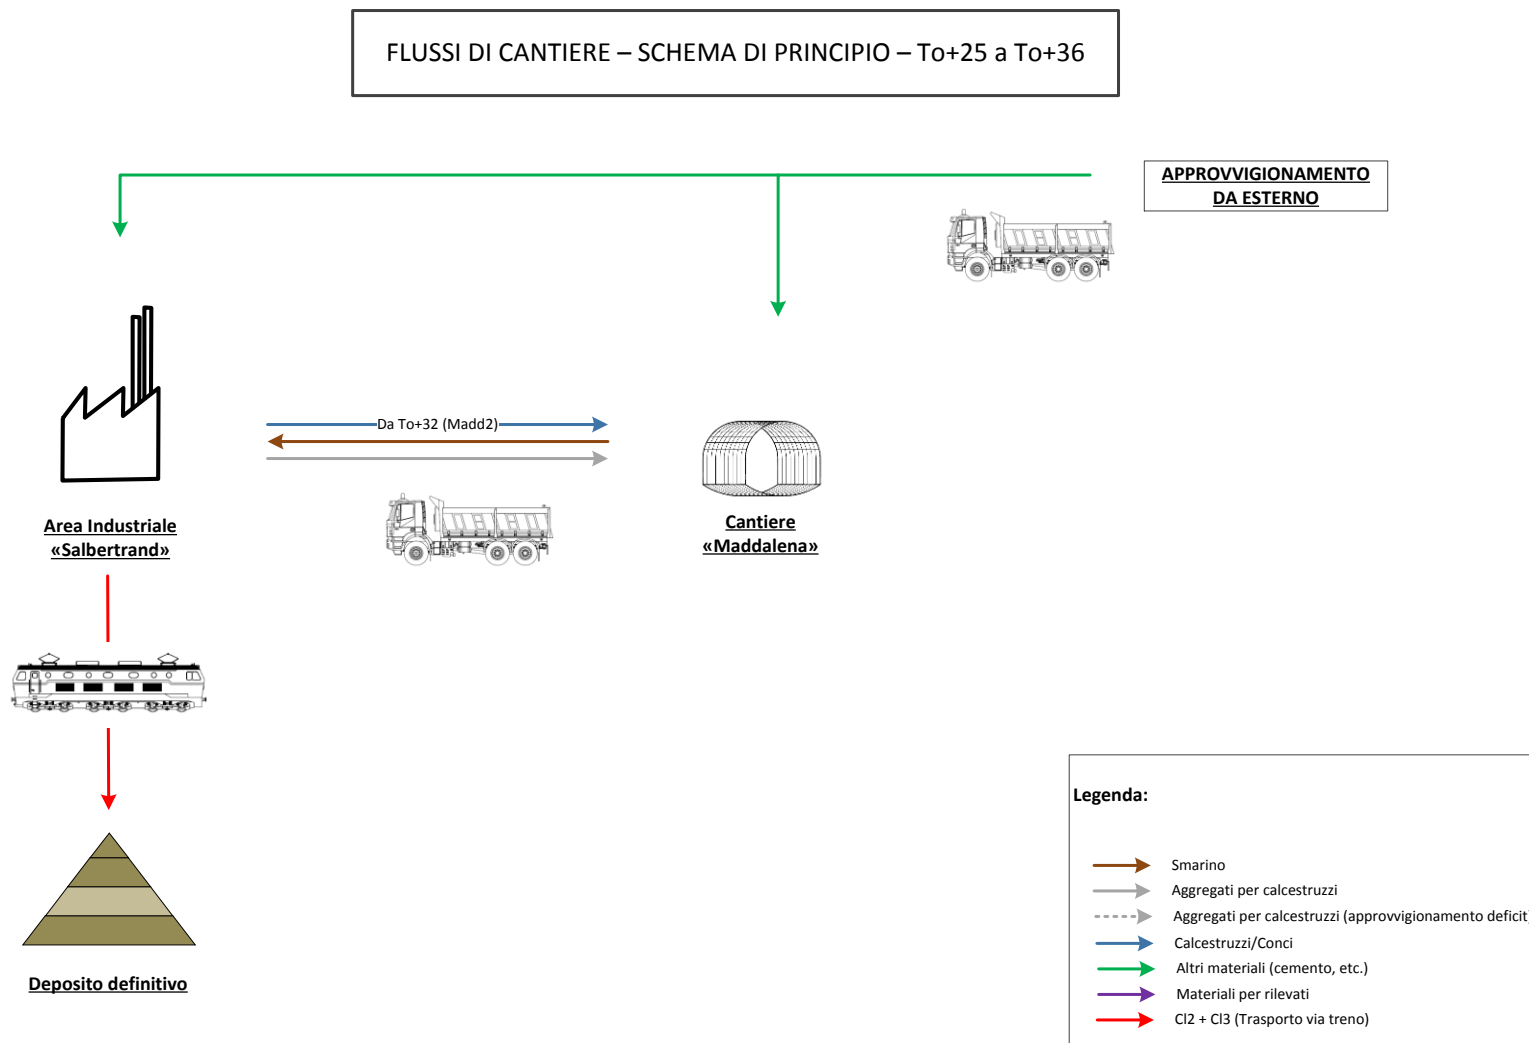 FLUSSI DI CANTIERE – SCHEMA DI PRINCIPIO – To+25 a To+36
APPROVVIGIONAMENTO
DA ESTERNO
Da To+32 (Madd2)
Area Industriale
«Salbertrand»
Cantiere
«Maddalena»
Deposito definitivo
Legenda:
Smarino
Aggregati per calcestruzzi
Aggregati per calcestruzzi (approvvigionamento deficit)
Calcestruzzi/Conci
Altri materiali (cemento, etc.)
Materiali per rilevati
Cl2 + Cl3 (Trasporto via treno)